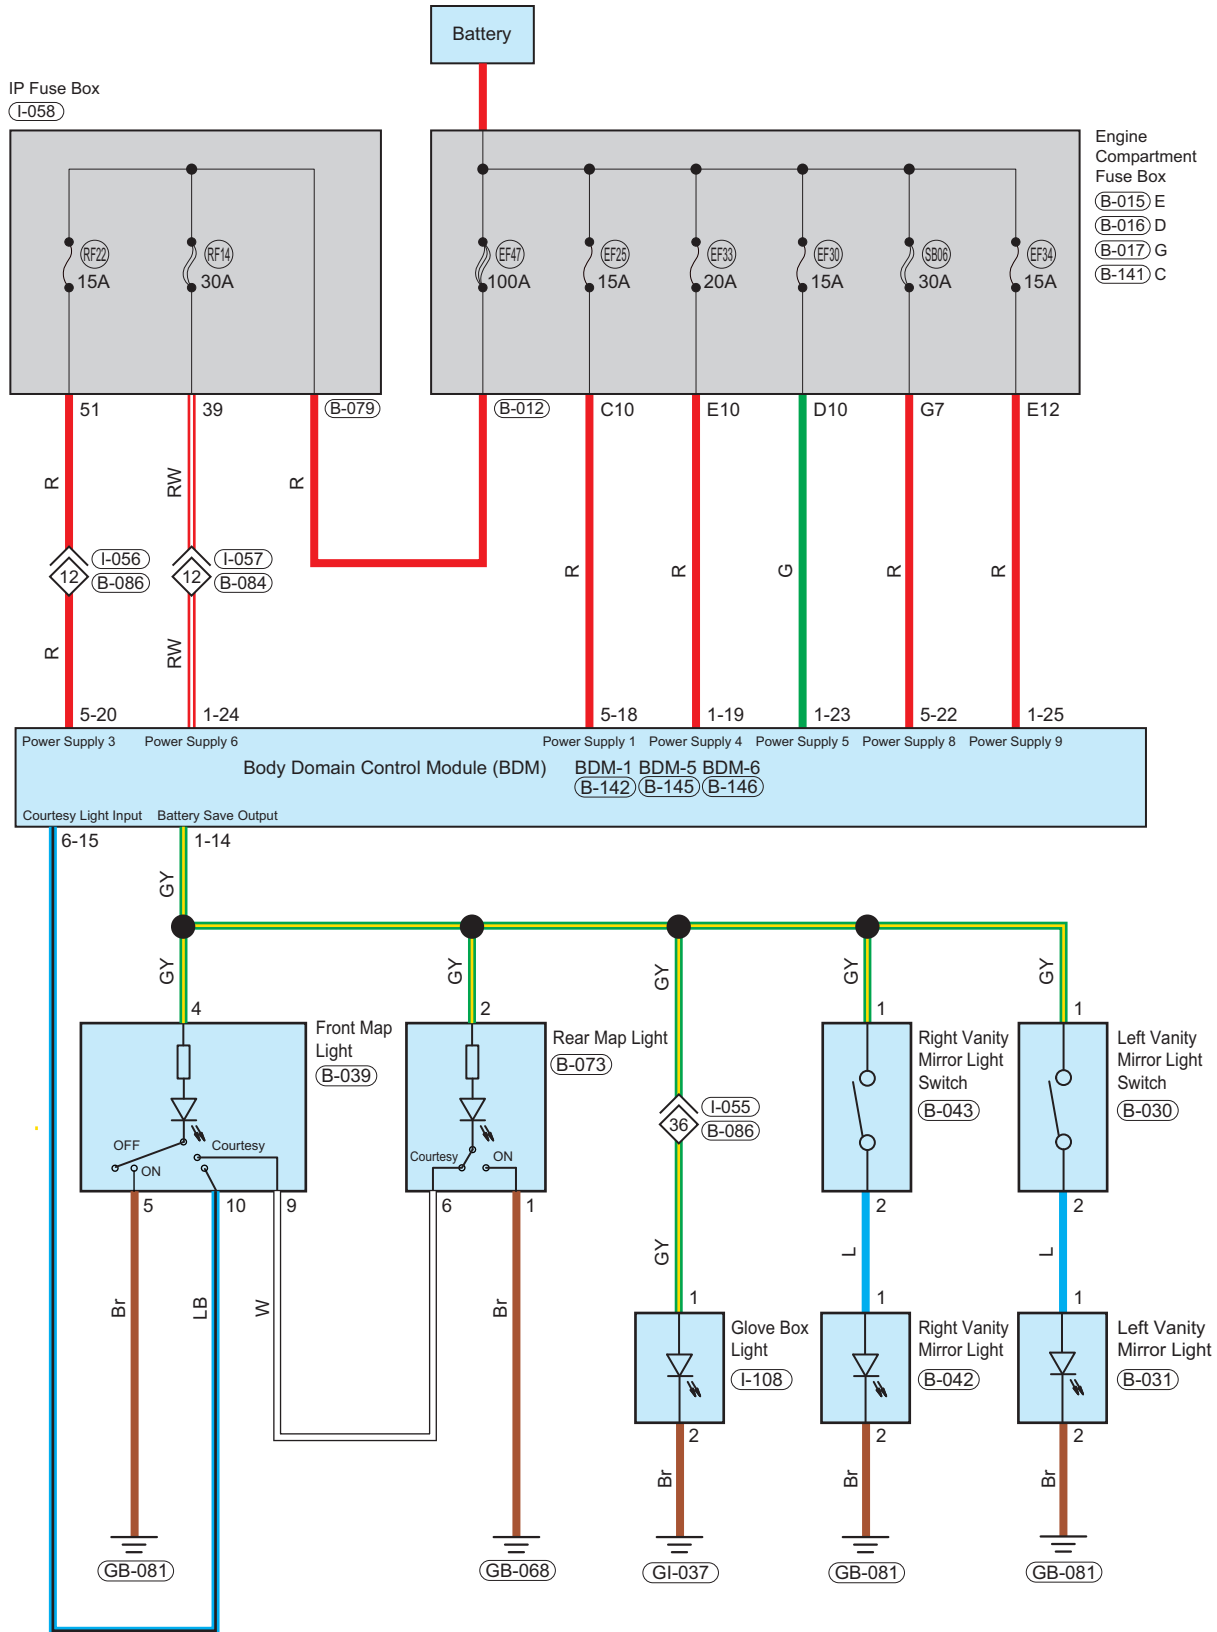 Battery
IP Fuse Box
I-058
Engine
Compartment
Fuse Box
B-015 E
B-016 D
B-017 G
B-141 C
RF22
15A
RF14
30A
EF47
100A
EF25
15A
EF33
20A
EF30
15A
SB06
30A
EF34
15A
51
39
B-079
B-012
C10
E10
D10
G7
E12
R
RW
R
R
R
G
R
R
12
I-056
B-086
12
I-057
B-084
R
RW
5-20
1-24
5-18
1-19
1-23
5-22
1-25
Power Supply 3
Power Supply 6
Power Supply 1
Power Supply 4
Power Supply 5
Power Supply 8
Power Supply 9
Body Domain Control Module (BDM)
BDM-1 BDM-5 BDM-6
B-142 B-145 B-146
Courtesy Light Input
Battery Save Output
6-15
1-14
GY
GY
GY
GY
GY
GY
4
2
1
1
Front Map
Light
B-039
Rear Map Light
B-073
I-055
36
B-086
Right Vanity
Mirror Light
Switch
B-043
Left Vanity
Mirror Light
Switch
B-030
OFF
ON
Courtesy
Courtesy
ON
5
10
9
6
1
2
2
GY
L
L
Br
LB
W
Br
1
1
1
Glove Box
Light
I-108
Right Vanity
Mirror Light
B-042
Left Vanity
Mirror Light
B-031
2
2
2
Br
Br
Br
GB-081
GB-068
GI-037
GB-081
GB-081